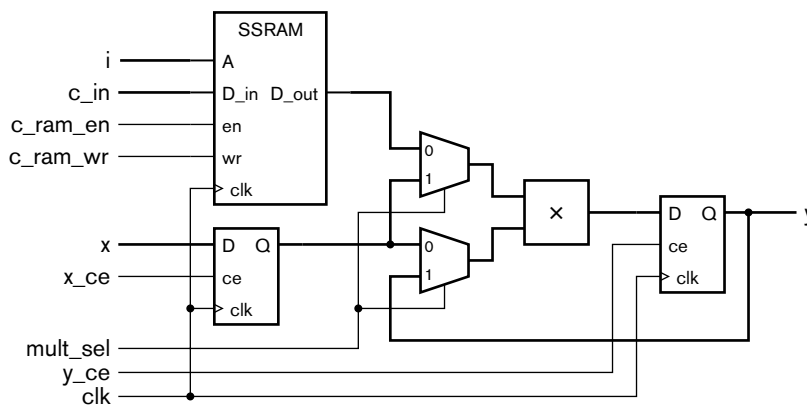 SSRAM
i
A
c_in
D_in
D_out
c_ram_en
en
c_ram_wr
wr
clk
0
1
×
x
D
Q
x_ce
ce
clk
0
1
D
Q
y
ce
clk
mult_sel
y_ce
clk